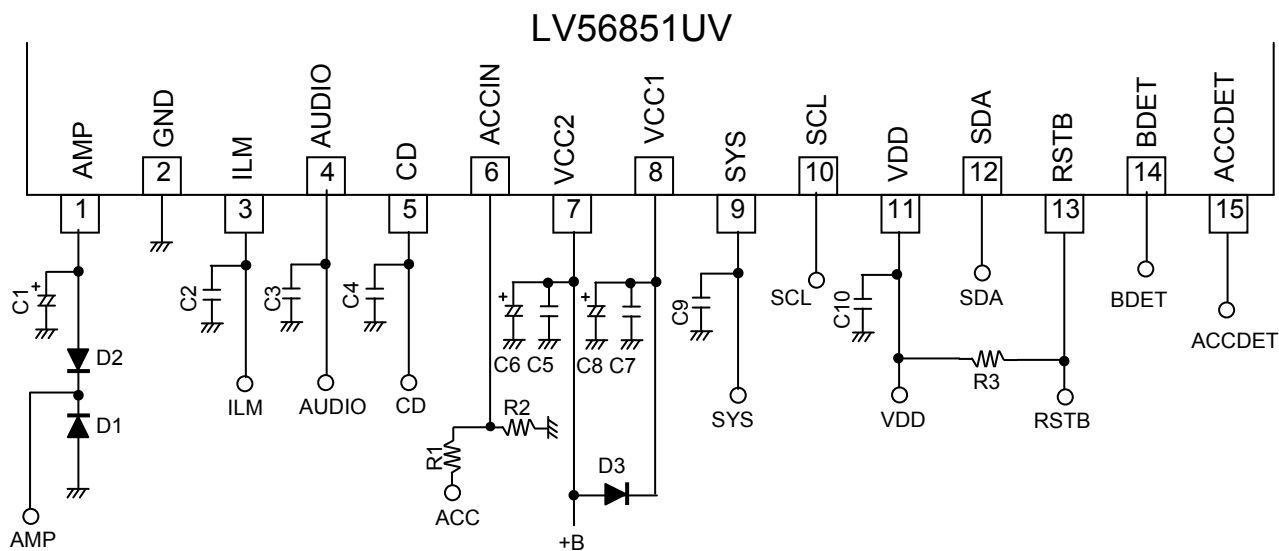 LV56851UV
AMP
GND
ILM
AUDIO
CD
ACCIN
VCC2
VCC1
SYS
SCL
VDD
SDA
RSTB
BDET
ACCDET
1
2
3
4
5
6
7
8
9
10
11
12
13
14
15
C1
+
C2
C3
C4
+
C6
C5
+
C8
C7
C9
C10
SCL
SDA
BDET
ACCDET
D2
D1
ILM
AUDIO
CD
R2
R1
SYS
VDD
R3
RSTB
D3
ACC
AMP
+B